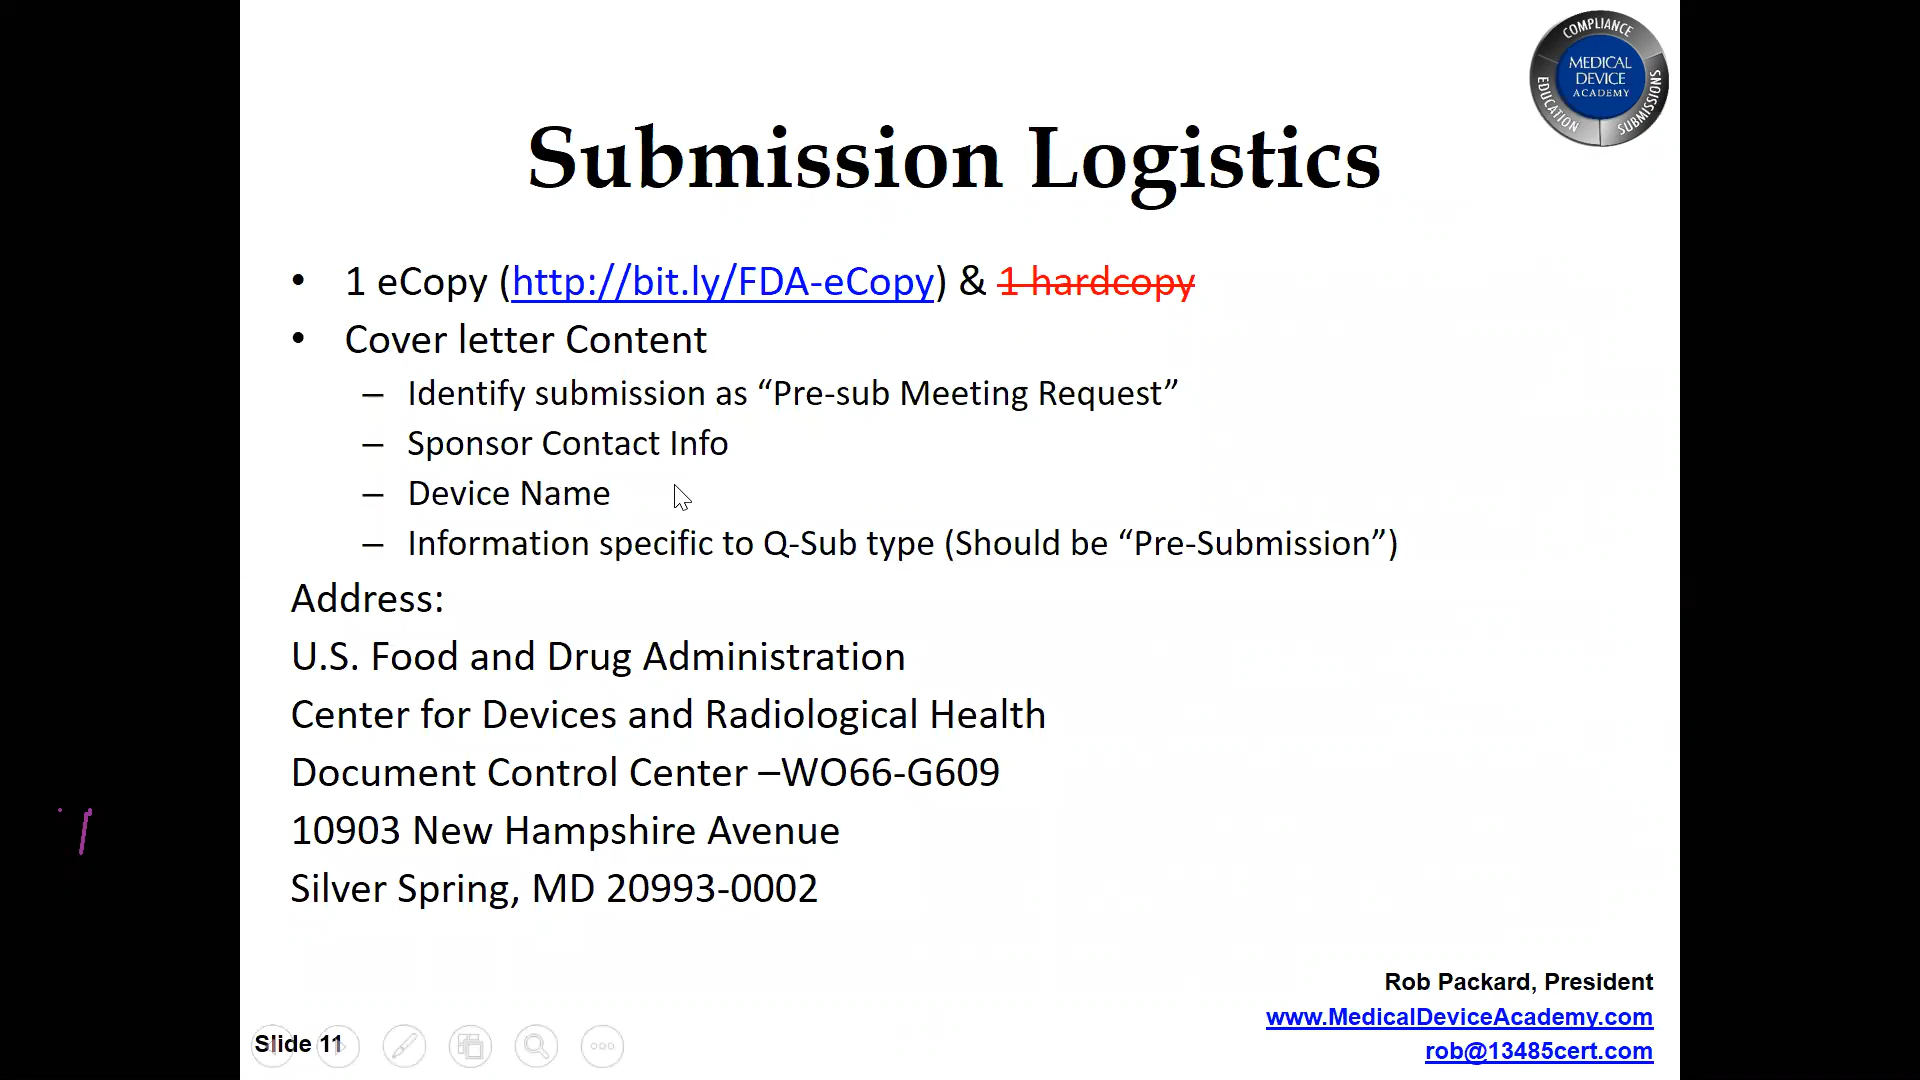 COMPLIANCE
EDUCATION
SUBMISSIONS
MEDICAL
DEVICE
ACADEMY
Submission Logistics
• 1 eCopy (http://bit.ly/FDA-eCopy) & 1 hardcopy
• Cover letter Content
– Identify submission as “Pre-sub Meeting Request”
– Sponsor Contact Info
– Device Name
– Information specific to Q-Sub type (Should be “Pre-Submission”)
Address:
U.S. Food and Drug Administration
Center for Devices and Radiological Health
Document Control Center –WO66-G609
10903 New Hampshire Avenue
Silver Spring, MD 20993-0002
Rob Packard, President
www.MedicalDeviceAcademy.com
rob@13485cert.com
Slide 11